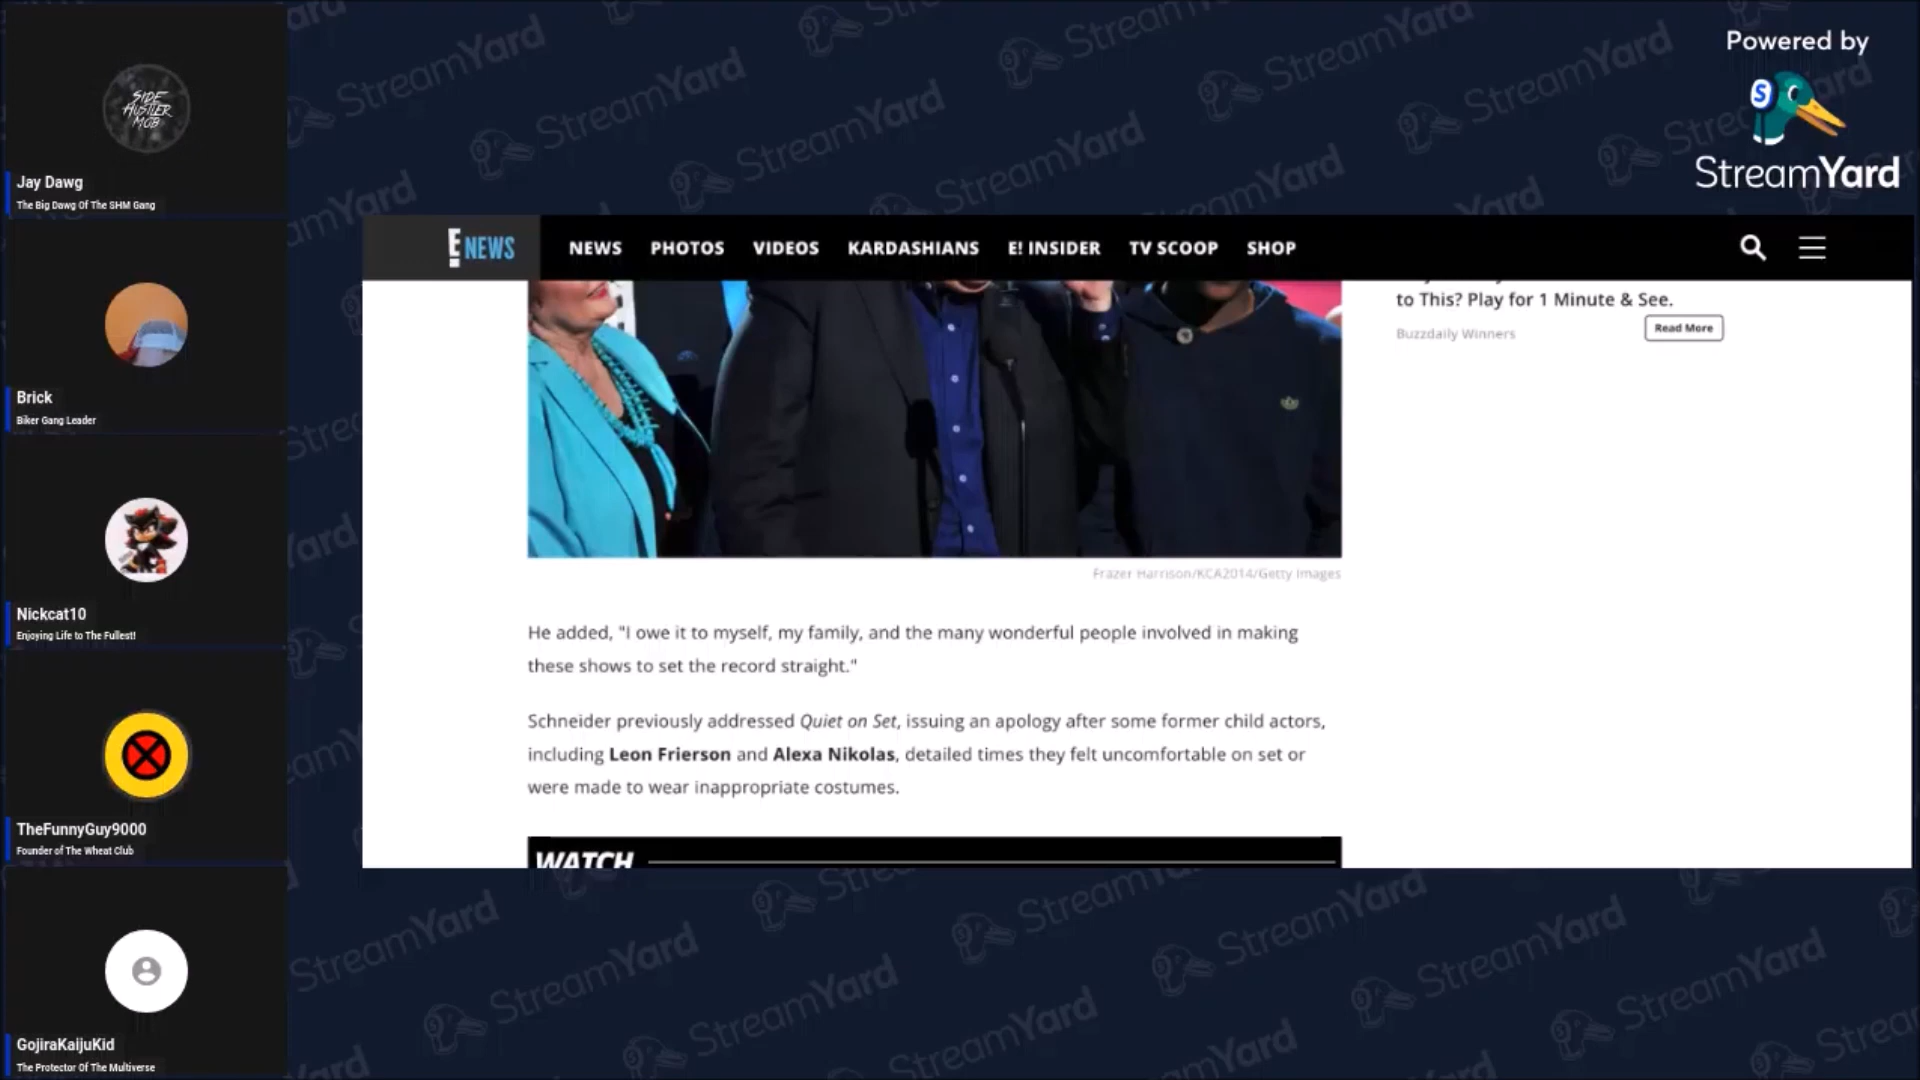 SIDE
HUSTLER
MOB
Jay Dawg
The Big Dawg Of The SHM Gang
Brick
Biker Gang Leader
Nickcat10
Enjoying Life to The Fullest!
TheFunnyGuy9000
Founder of The Wheat Club
GojiraKaijuKid
The Protector Of The Multiverse
Powered by
S
StreamYard
E! NEWS
NEWS PHOTOS VIDEOS KARDASHIANS E! INSIDER TV SCOOP SHOP
to This? Play for 1 Minute & See.
Buzzdaily Winners
Read More
Frazer Harrison/KCA2014/Getty Images
He added, "I owe it to myself, my family, and the many wonderful people involved in making
these shows to set the record straight."
Schneider previously addressed Quiet on Set, issuing an apology after some former child actors,
including Leon Frierson and Alexa Nikolas, detailed times they felt uncomfortable on set or
were made to wear inappropriate costumes.
WATCH